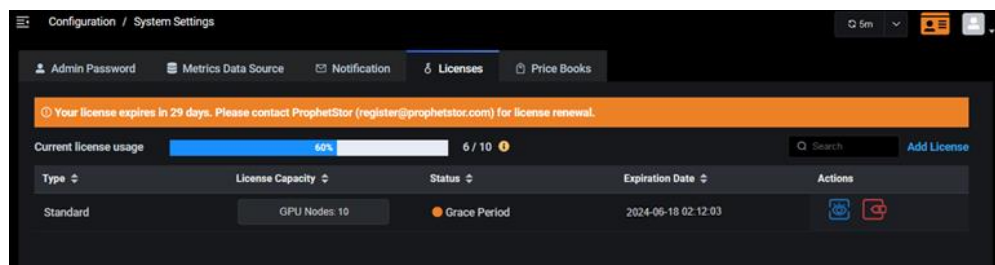 Configuration / System Settings
5m
Admin Password
Metrics Data Source
Notification
Licenses
Price Books
Your license expires in 29 days. Please contact ProphetStor (register@prophetstor.com) for license renewal.
Current license usage
60%
6 / 10
Search
Add License
Type
License Capacity
Status
Expiration Date
Actions
Standard
GPU Nodes: 10
Grace Period
2024-06-18 02:12:03